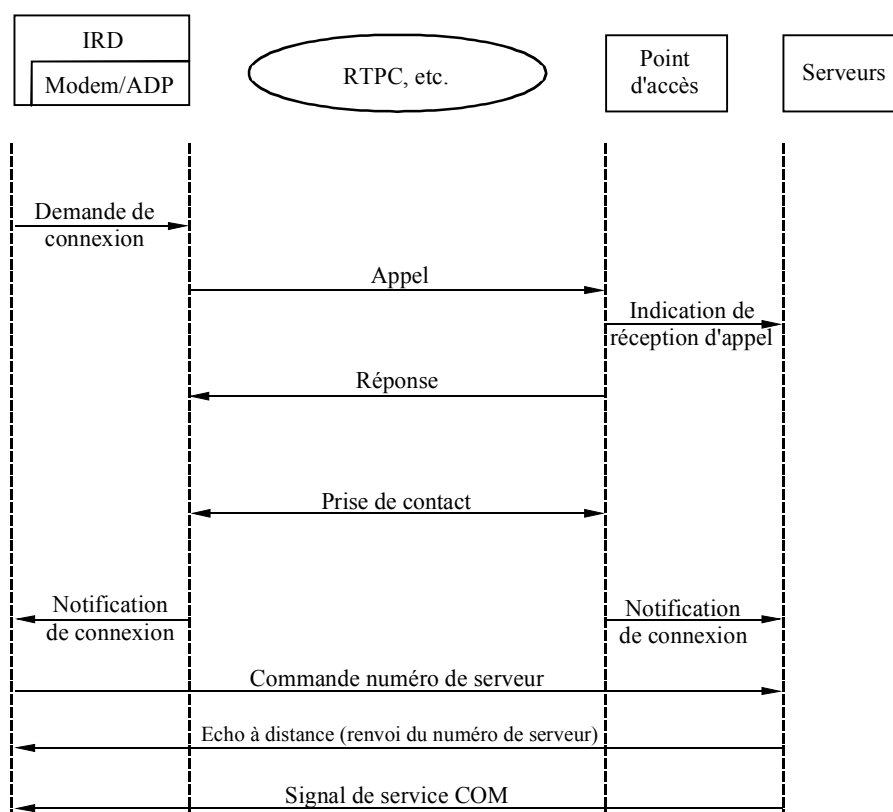 IRD
Modem/ADP
RTPC, etc.
Point
d'accès
Serveurs
Demande de
connexion
Appel
Indication de
réception d'appel
Réponse
Prise de contact
Notification
de connexion
Notification
de connexion
Commande numéro de serveur
Echo à distance (renvoi du numéro de serveur)
Signal de service COM